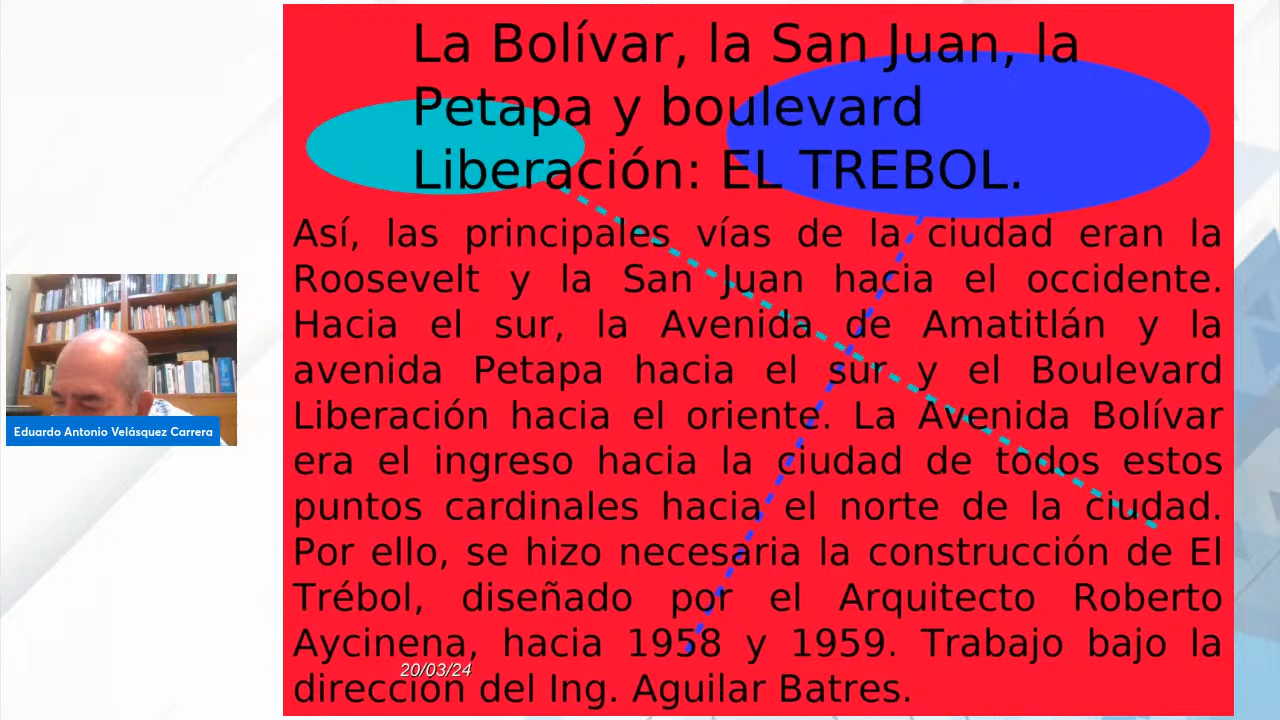 La Bolívar, la San Juan, la
Petapa y boulevard
Liberación: EL TREBOL.
Así, las principales vías de la ciudad eran la
Roosevelt y la San Juan hacia el occidente.
Hacia el sur, la Avenida de Amatitlán y la
avenida Petapa hacia el sur y el Boulevard
Liberación hacia el oriente. La Avenida Bolívar
era el ingreso hacia la ciudad de todos estos
puntos cardinales hacia el norte de la ciudad.
Por ello, se hizo necesaria la construcción de El
Trébol, diseñado por el Arquitecto Roberto
Aycinena, hacia 1958 y 1959. Trabajo bajo la
dirección del Ing. Aguilar Batres.
20/03/24
Eduardo Antonio Velásquez Carrera